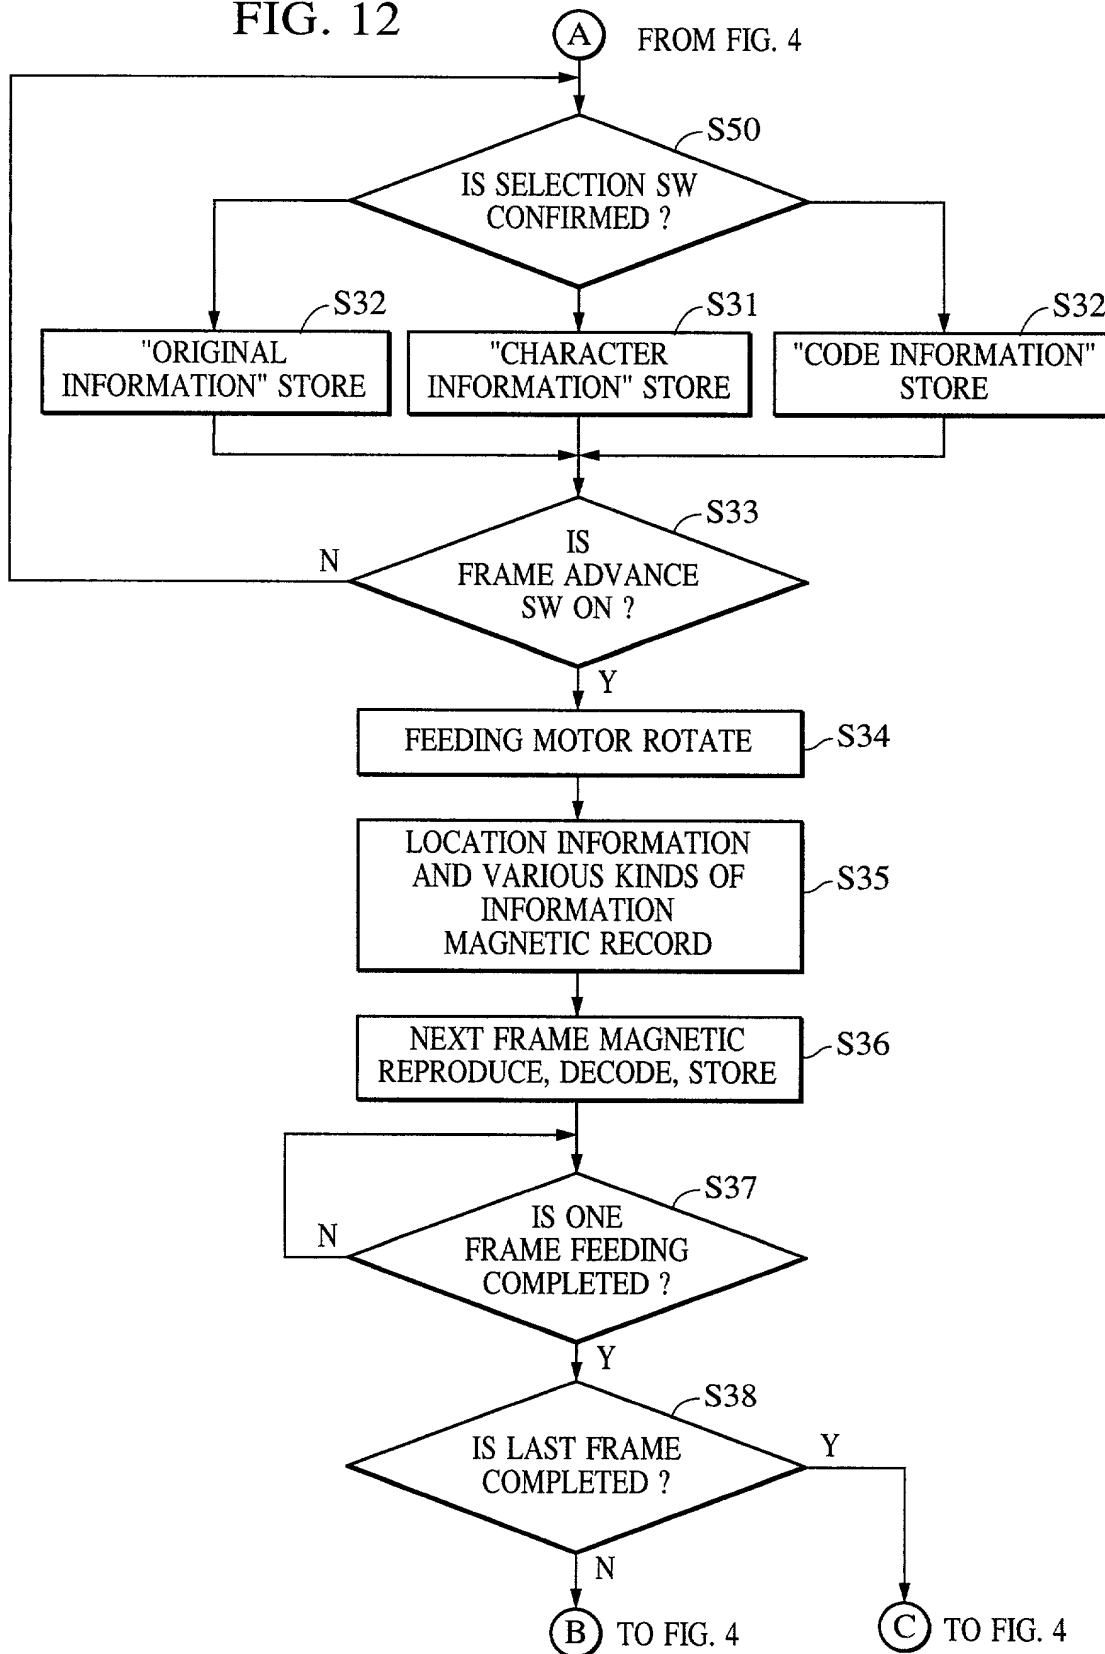 FIG. 12
A FROM FIG. 4
S50
IS SELECTION SW
CONFIRMED ?
S32
"ORIGINAL
INFORMATION" STORE
S31
"CHARACTER
INFORMATION" STORE
S32
"CODE INFORMATION"
STORE
S33
IS
FRAME ADVANCE
SW ON ?
N
Y
FEEDING MOTOR ROTATE
S34
LOCATION INFORMATION
AND VARIOUS KINDS OF
INFORMATION
MAGNETIC RECORD
S35
NEXT FRAME MAGNETIC
REPRODUCE, DECODE, STORE
S36
S37
IS ONE
FRAME FEEDING
COMPLETED ?
N
Y
S38
IS LAST FRAME
COMPLETED ?
Y
N
B TO FIG. 4
C TO FIG. 4